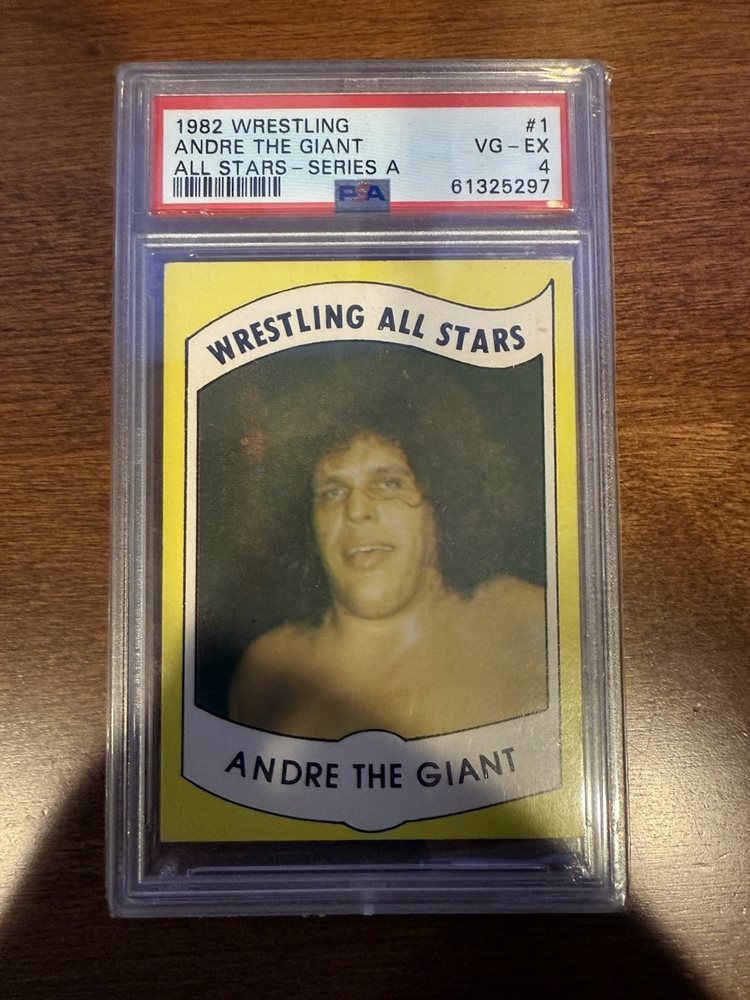 1982 WRESTLING #1
ANDRE THE GIANT VG-EX
ALL STARS-SERIES A 4
PSA 61325297
WRESTLING ALL STARS
ANDRE THE GIANT